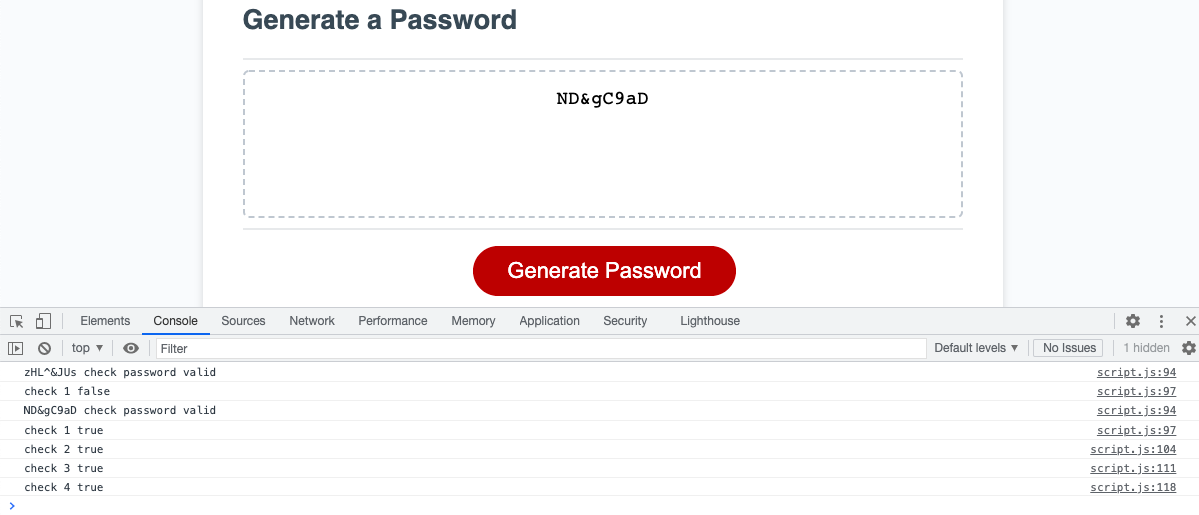 Generate a Password
ND&gC9aD
Generate Password
Elements Console Sources Network Performance Memory Application Security Lighthouse
top ▼ Filter Default levels ▼ No Issues 1 hidden
zHL^&JUs check password valid script.js:94
check 1 false script.js:97
ND&gC9aD check password valid script.js:94
check 1 true script.js:97
check 2 true script.js:104
check 3 true script.js:111
check 4 true script.js:118